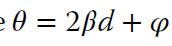 e θ = 2βd + φ